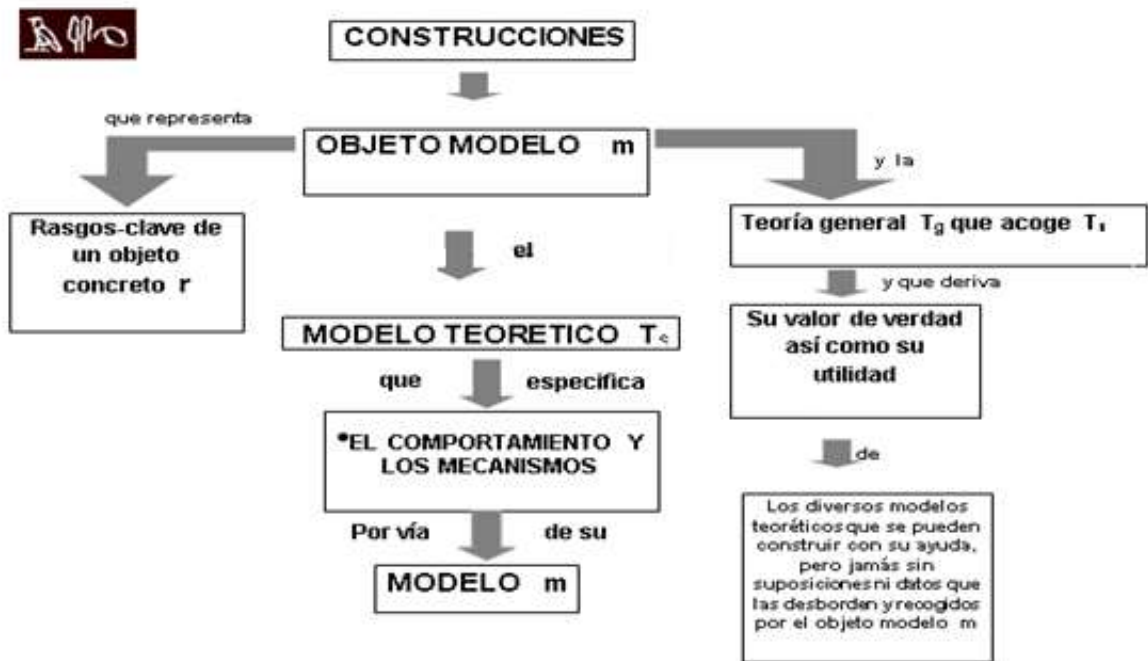 CONSTRUCCIONES
que representa
OBJETO MODELO m
y la
Rasgos-clave de
un objeto
concreto r
Teoría general Tg que acoge Ts
el
y que deriva
MODELO TEORETICO Ts
Su valor de verdad
así como su
utilidad
que especifica
•EL COMPORTAMIENTO Y
LOS MECANISMOS
de
Por vía de su
MODELO m
Los diversos modelos
teoréticos que se pueden
construir con su ayuda,
pero jamás sin
suposiciones ni datos que
las desborden y recogidos
por el objeto modelo m